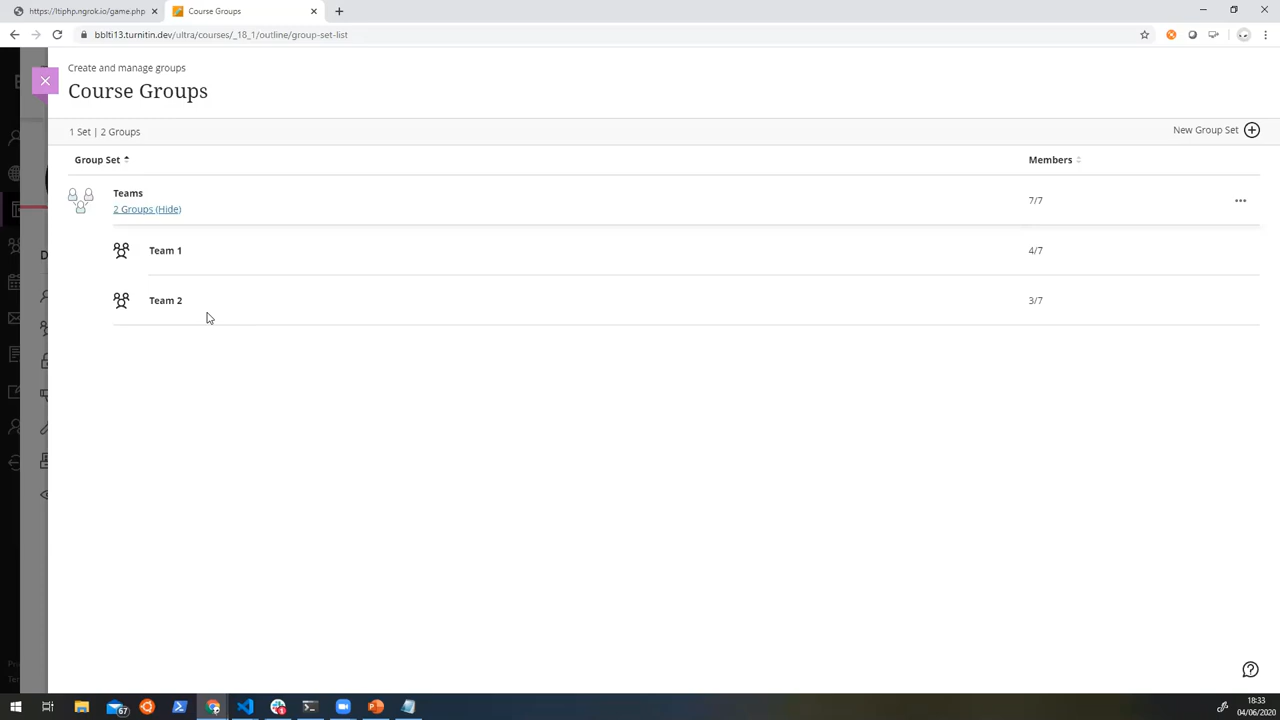 https://ltiphp.ngrok.io/game.php
Course Groups
bblti13.turnitin.dev/ultra/courses/_18_1/outline/group-set-list
Create and manage groups
Course Groups
1 Set | 2 Groups
New Group Set
Group Set
Members
Teams
2 Groups (Hide)
7/7
Team 1
4/7
Team 2
3/7
67
18:33
04/06/2020